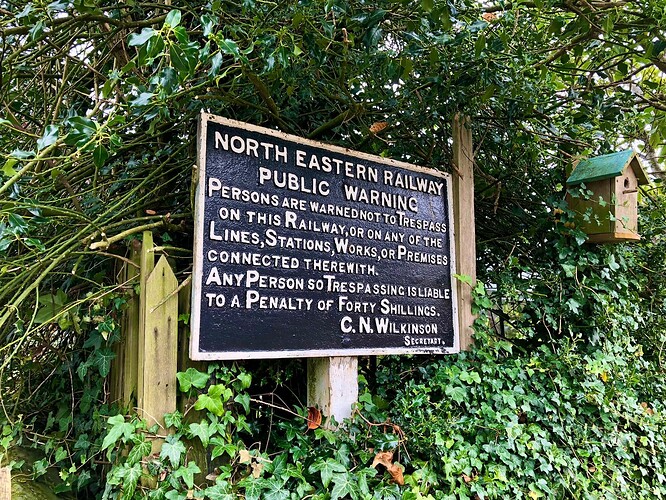 NORTH EASTERN RAILWAY
PUBLIC WARNING
PERSONS ARE WARNED NOT TO TRESPASS
ON THIS RAILWAY, OR ON ANY OF THE
LINES, STATIONS, WORKS, OR PREMISES
CONNECTED THEREWITH.
ANY PERSON SO TRESPASSING IS LIABLE
TO A PENALTY OF FORTY SHILLINGS.
C. N. WILKINSON
SECRETARY.